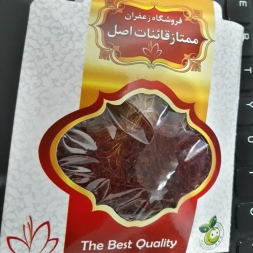 فروشگاه زعفران
ممتاز قائنات اصل
The Best Quality